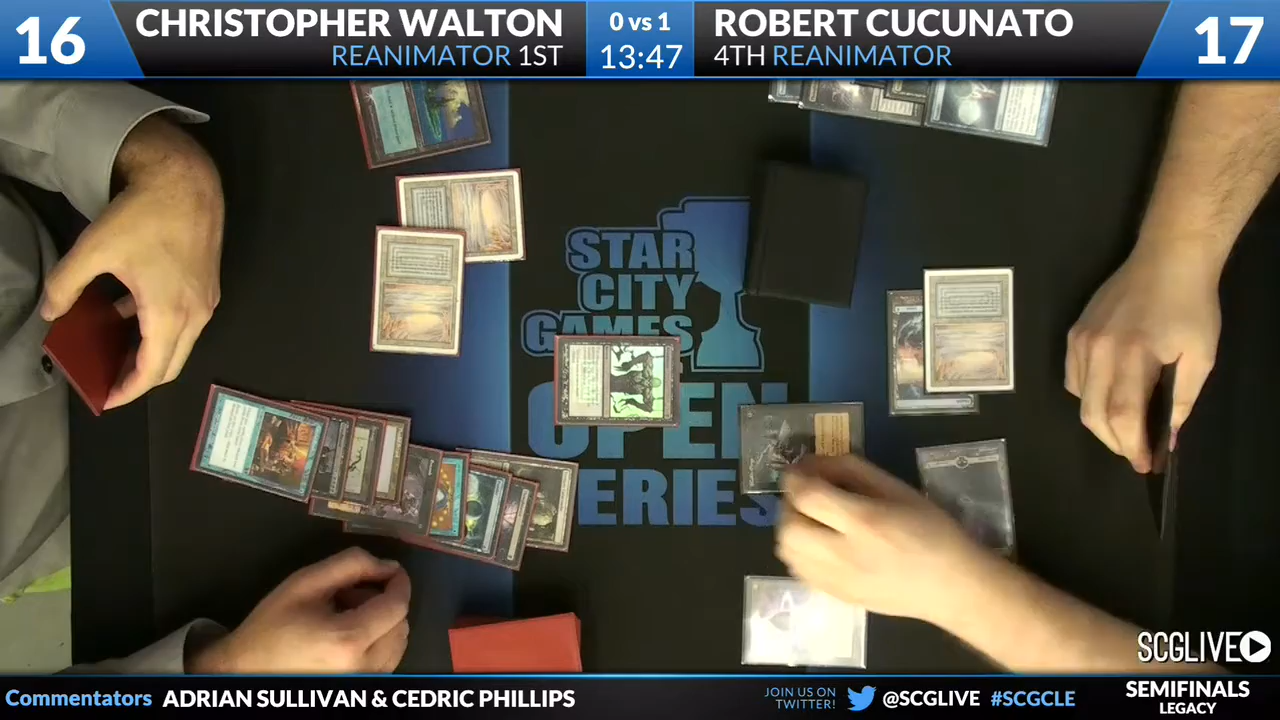 16
CHRISTOPHER WALTON
REANIMATOR 1ST
0 vs 1
13:47
ROBERT CUCUNATO
4TH REANIMATOR
17
STAR
CITY
GAMES
OPEN
SERIES
SCGLIVE
Commentators ADRIAN SULLIVAN & CEDRIC PHILLIPS
JOIN US ON
TWITTER!
@SCGLIVE #SCGCLE
SEMIFINALS
LEGACY